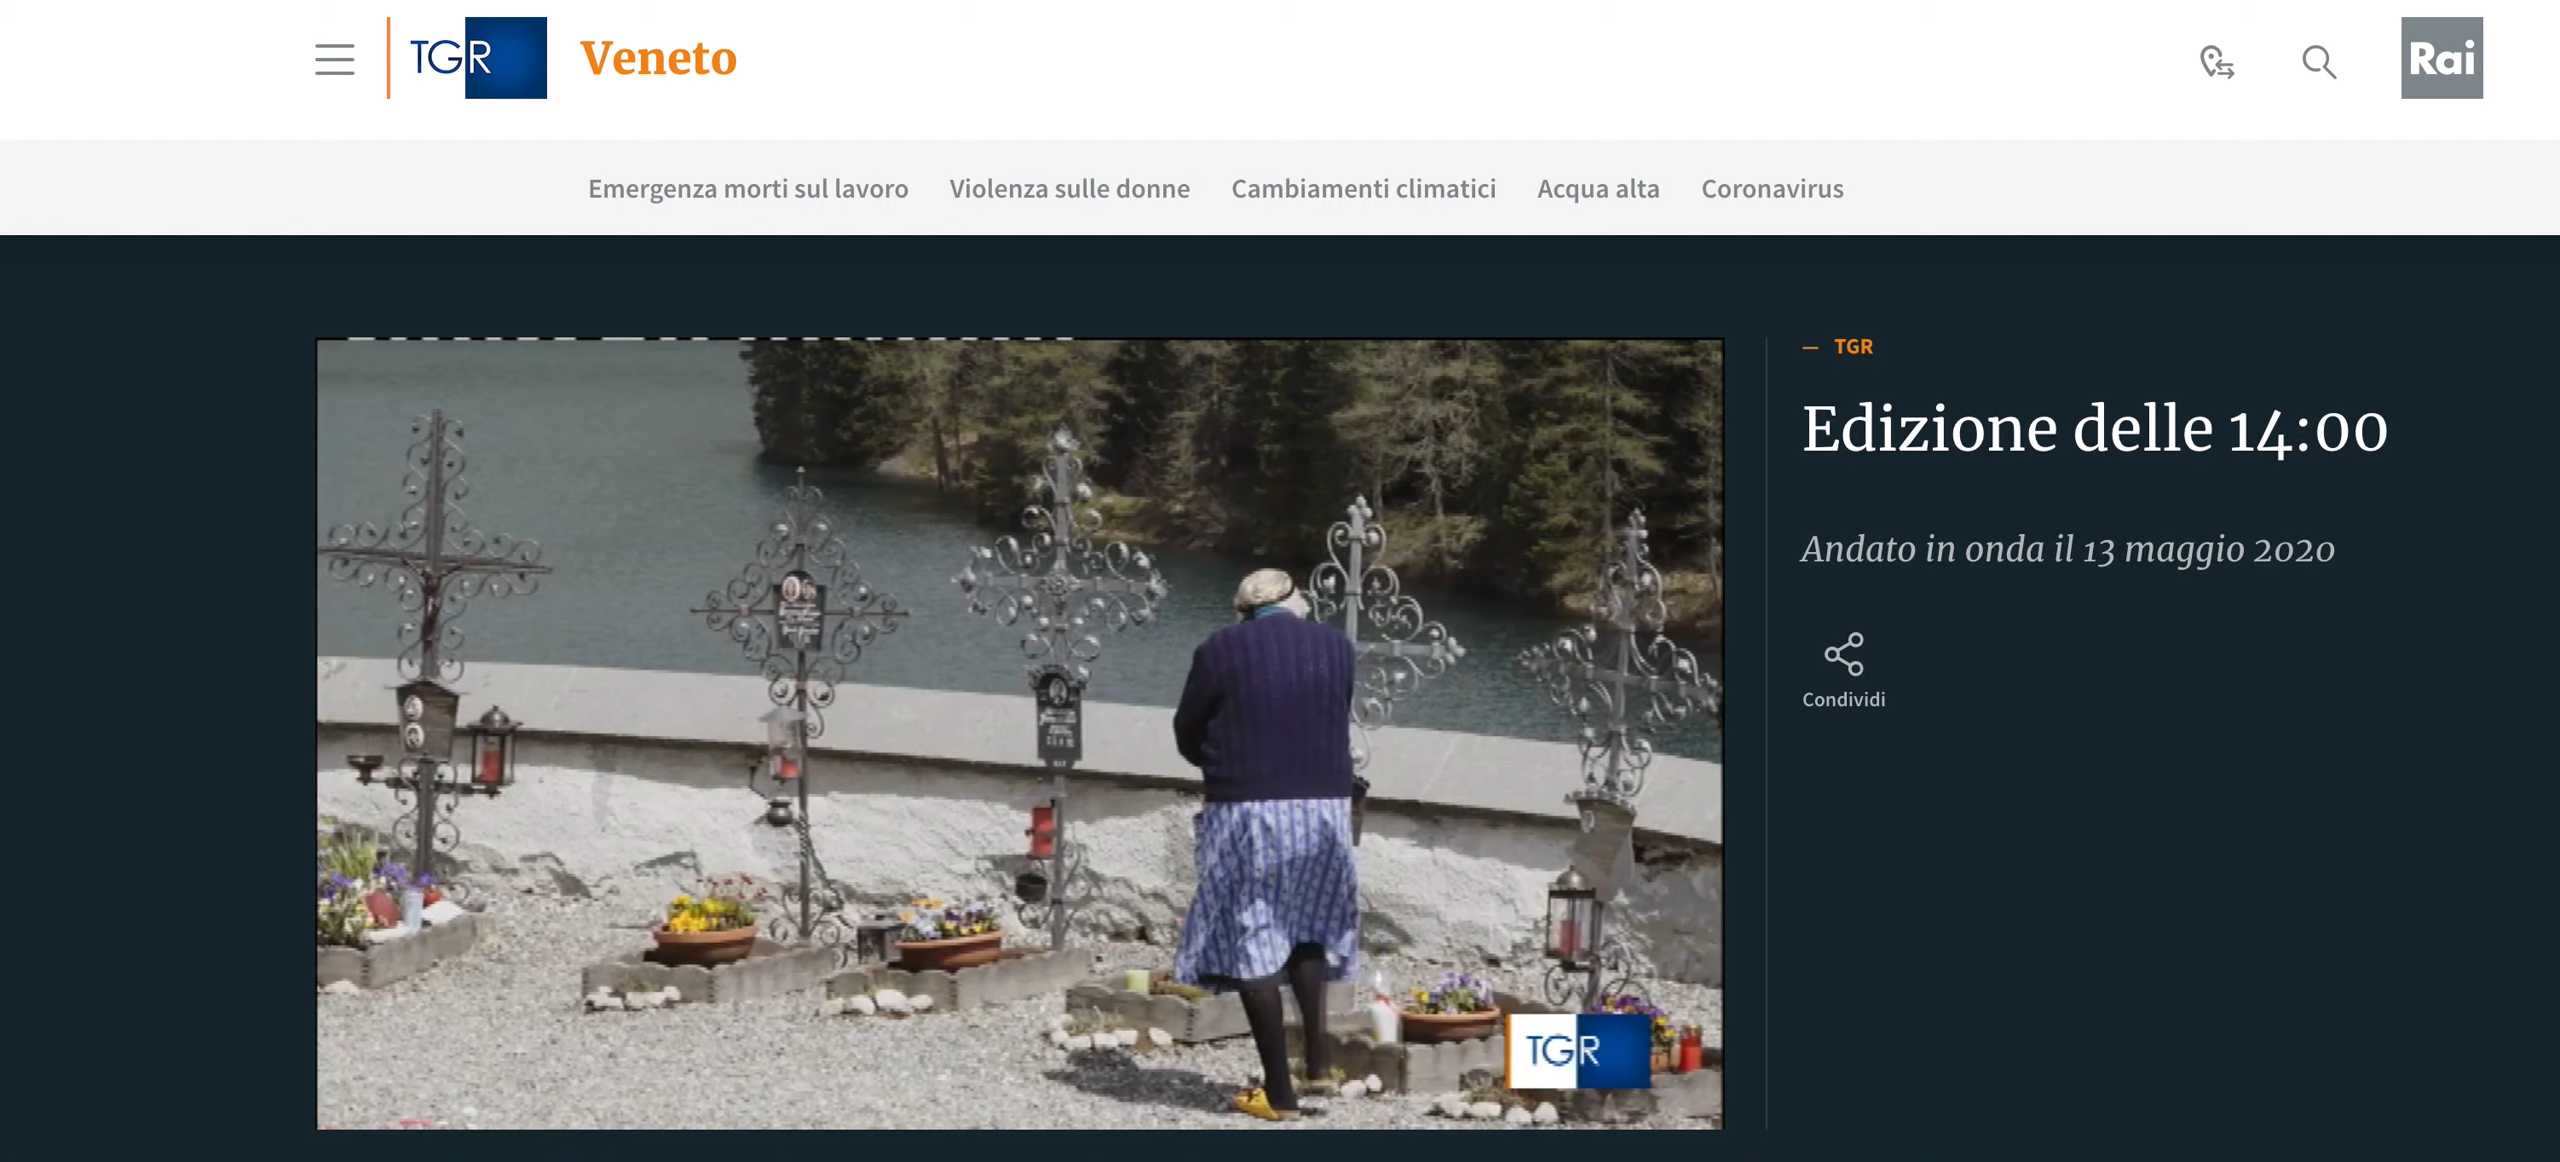 TGR Veneto Rai
Emergenza morti sul lavoro Violenza sulle donne Cambiamenti climatici Acqua alta Coronavirus
TGR
Edizione delle 14:00
Andato in onda il 13 maggio 2020
Condividi
TGR